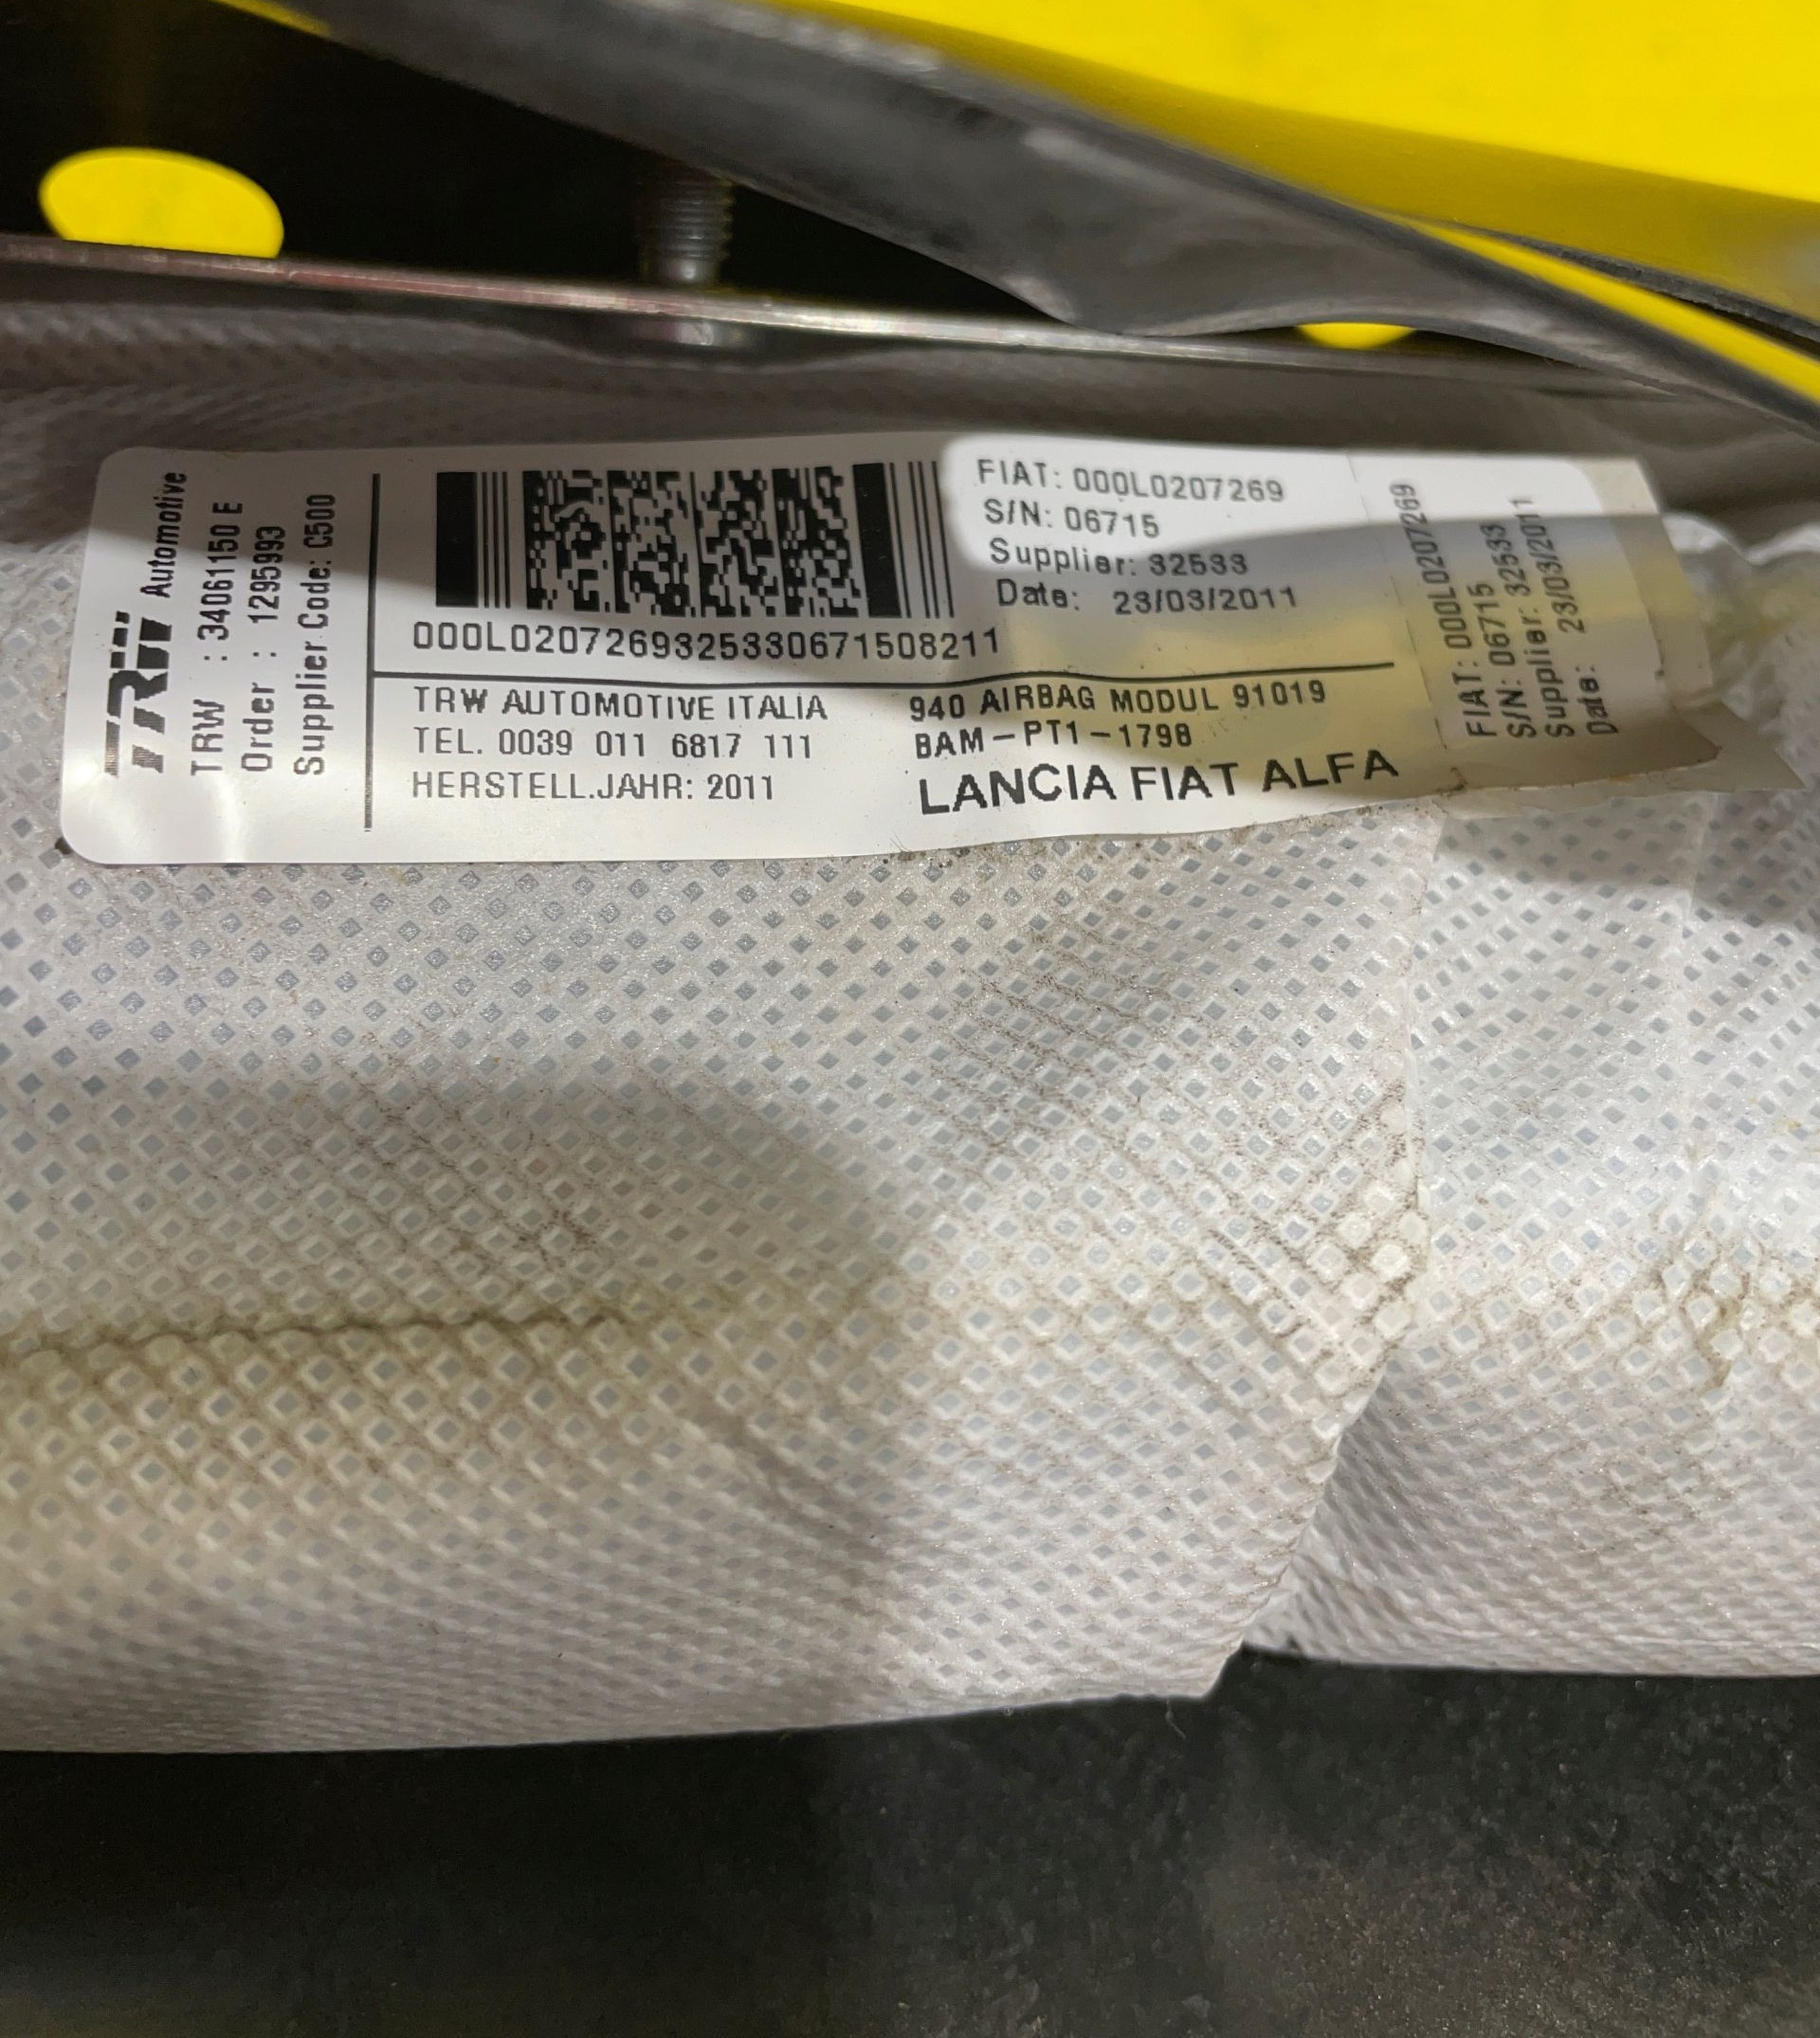 TRW Automotive
TRW : 34061150 E
Order : 1295993
Supplier Code: C500
000L020726932533067150​8211
FIAT: 000L0207269
S/N: 06715
Supplier: 32533
Date: 23/03/2011
TRW AUTOMOTIVE ITALIA
TEL. 0039 011 6817 111
HERSTELL.JAHR: 2011
940 AIRBAG MODUL 91019
BAM-PT1-1798
LANCIA FIAT ALFA
FIAT: 000L0207269
S/N: 06715
Supplier: 32533
Date: 23/03/2011